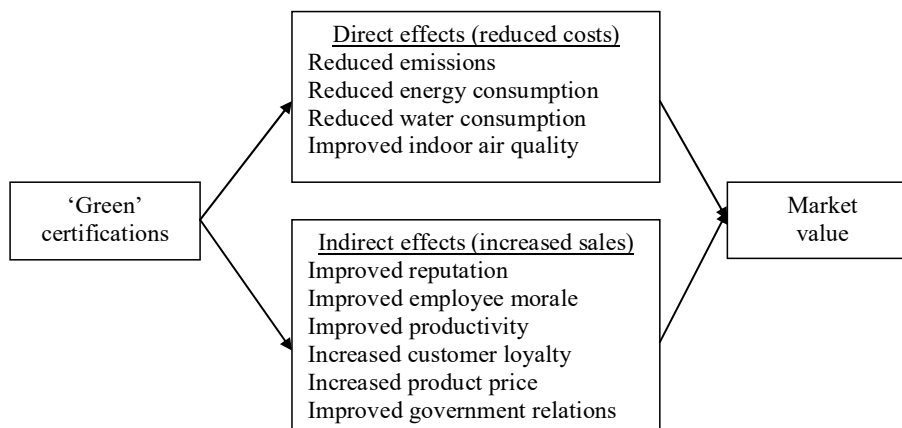 Direct effects (reduced costs)
Reduced emissions
Reduced energy consumption
Reduced water consumption
Improved indoor air quality
‘Green’
certifications
Market
value
Indirect effects (increased sales)
Improved reputation
Improved employee morale
Improved productivity
Increased customer loyalty
Increased product price
Improved government relations